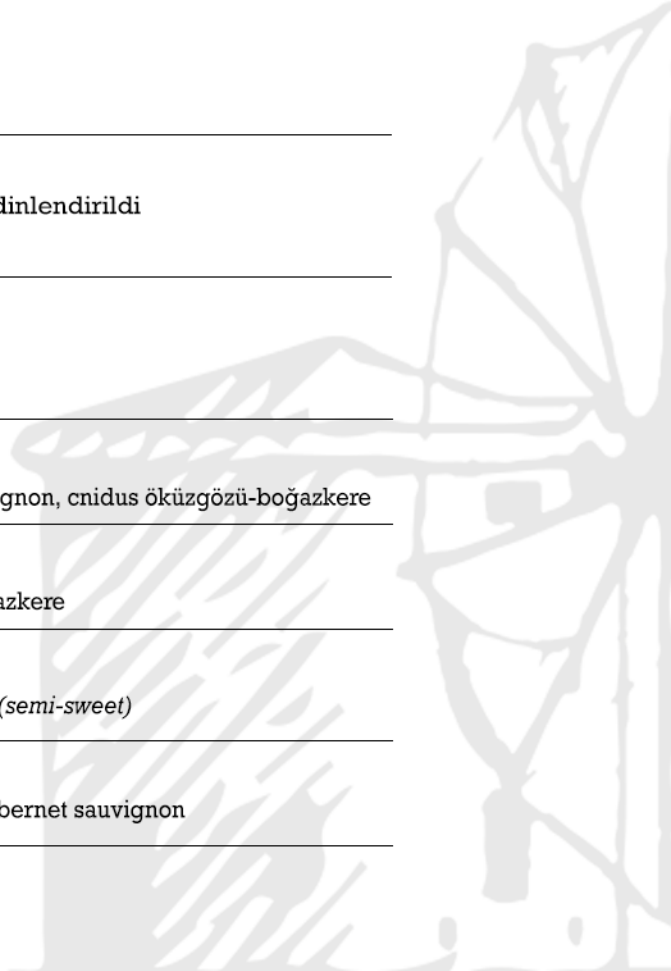 dinlendirildi
gnon, cnidus öküzgözü-boğazkere
azkere
(semi-sweet)
bernet sauvignon